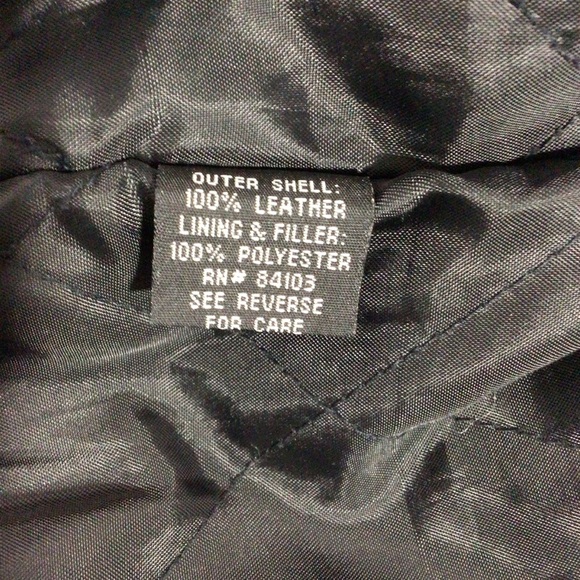 OUTER SHELL:
100% LEATHER
LINING & FILLER:
100% POLYESTER
RN# 84103
SEE REVERSE
FOR CARE